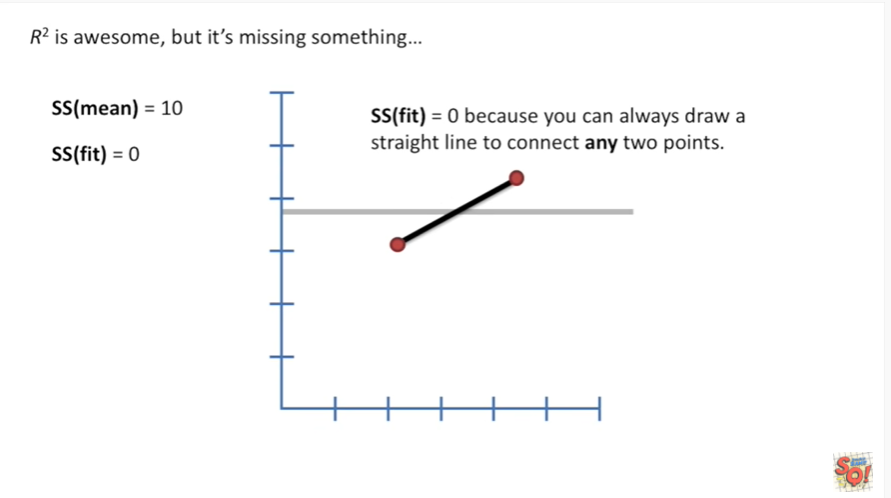 R² is awesome, but it’s missing something...
SS(mean) = 10
SS(fit) = 0
SS(fit) = 0 because you can always draw a
straight line to connect any two points.
SQ!